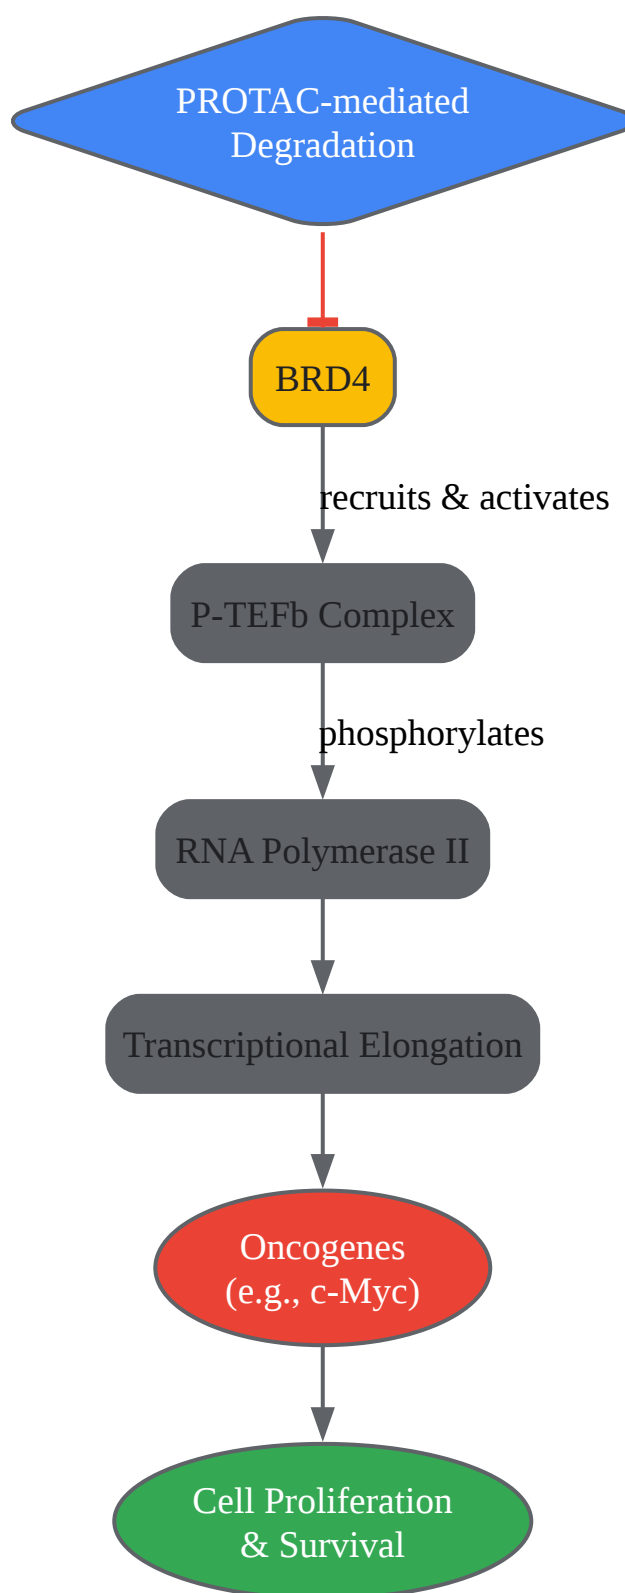 PROTAC-mediated
Degradation
BRD4
recruits & activates
P-TEFb Complex
phosphorylates
RNA Polymerase II
Transcriptional Elongation
Oncogenes
(e.g., c-Myc)
Cell Proliferation
& Survival